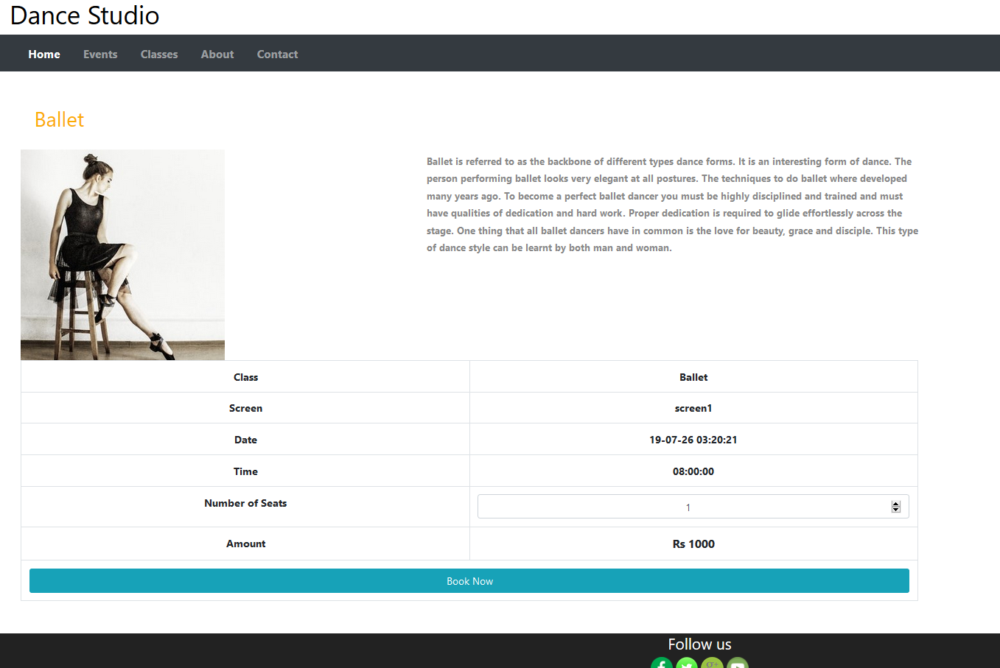 Dance Studio
Home Events Classes About Contact
Ballet
Ballet is referred to as the backbone of different types dance forms. It is an interesting form of dance. The
person performing ballet looks very elegant at all postures. The techniques to do ballet where developed
many years ago. To become a perfect ballet dancer you must be highly disciplined and trained and must
have qualities of dedication and hard work. Proper dedication is required to glide effortlessly across the
stage. One thing that all ballet dancers have in common is the love for beauty, grace and disciple. This type
of dance style can be learnt by both man and woman.
Class Ballet
Screen screen1
Date 19-07-26 03:20:21
Time 08:00:00
Number of Seats 1
Amount Rs 1000
Book Now
Follow us